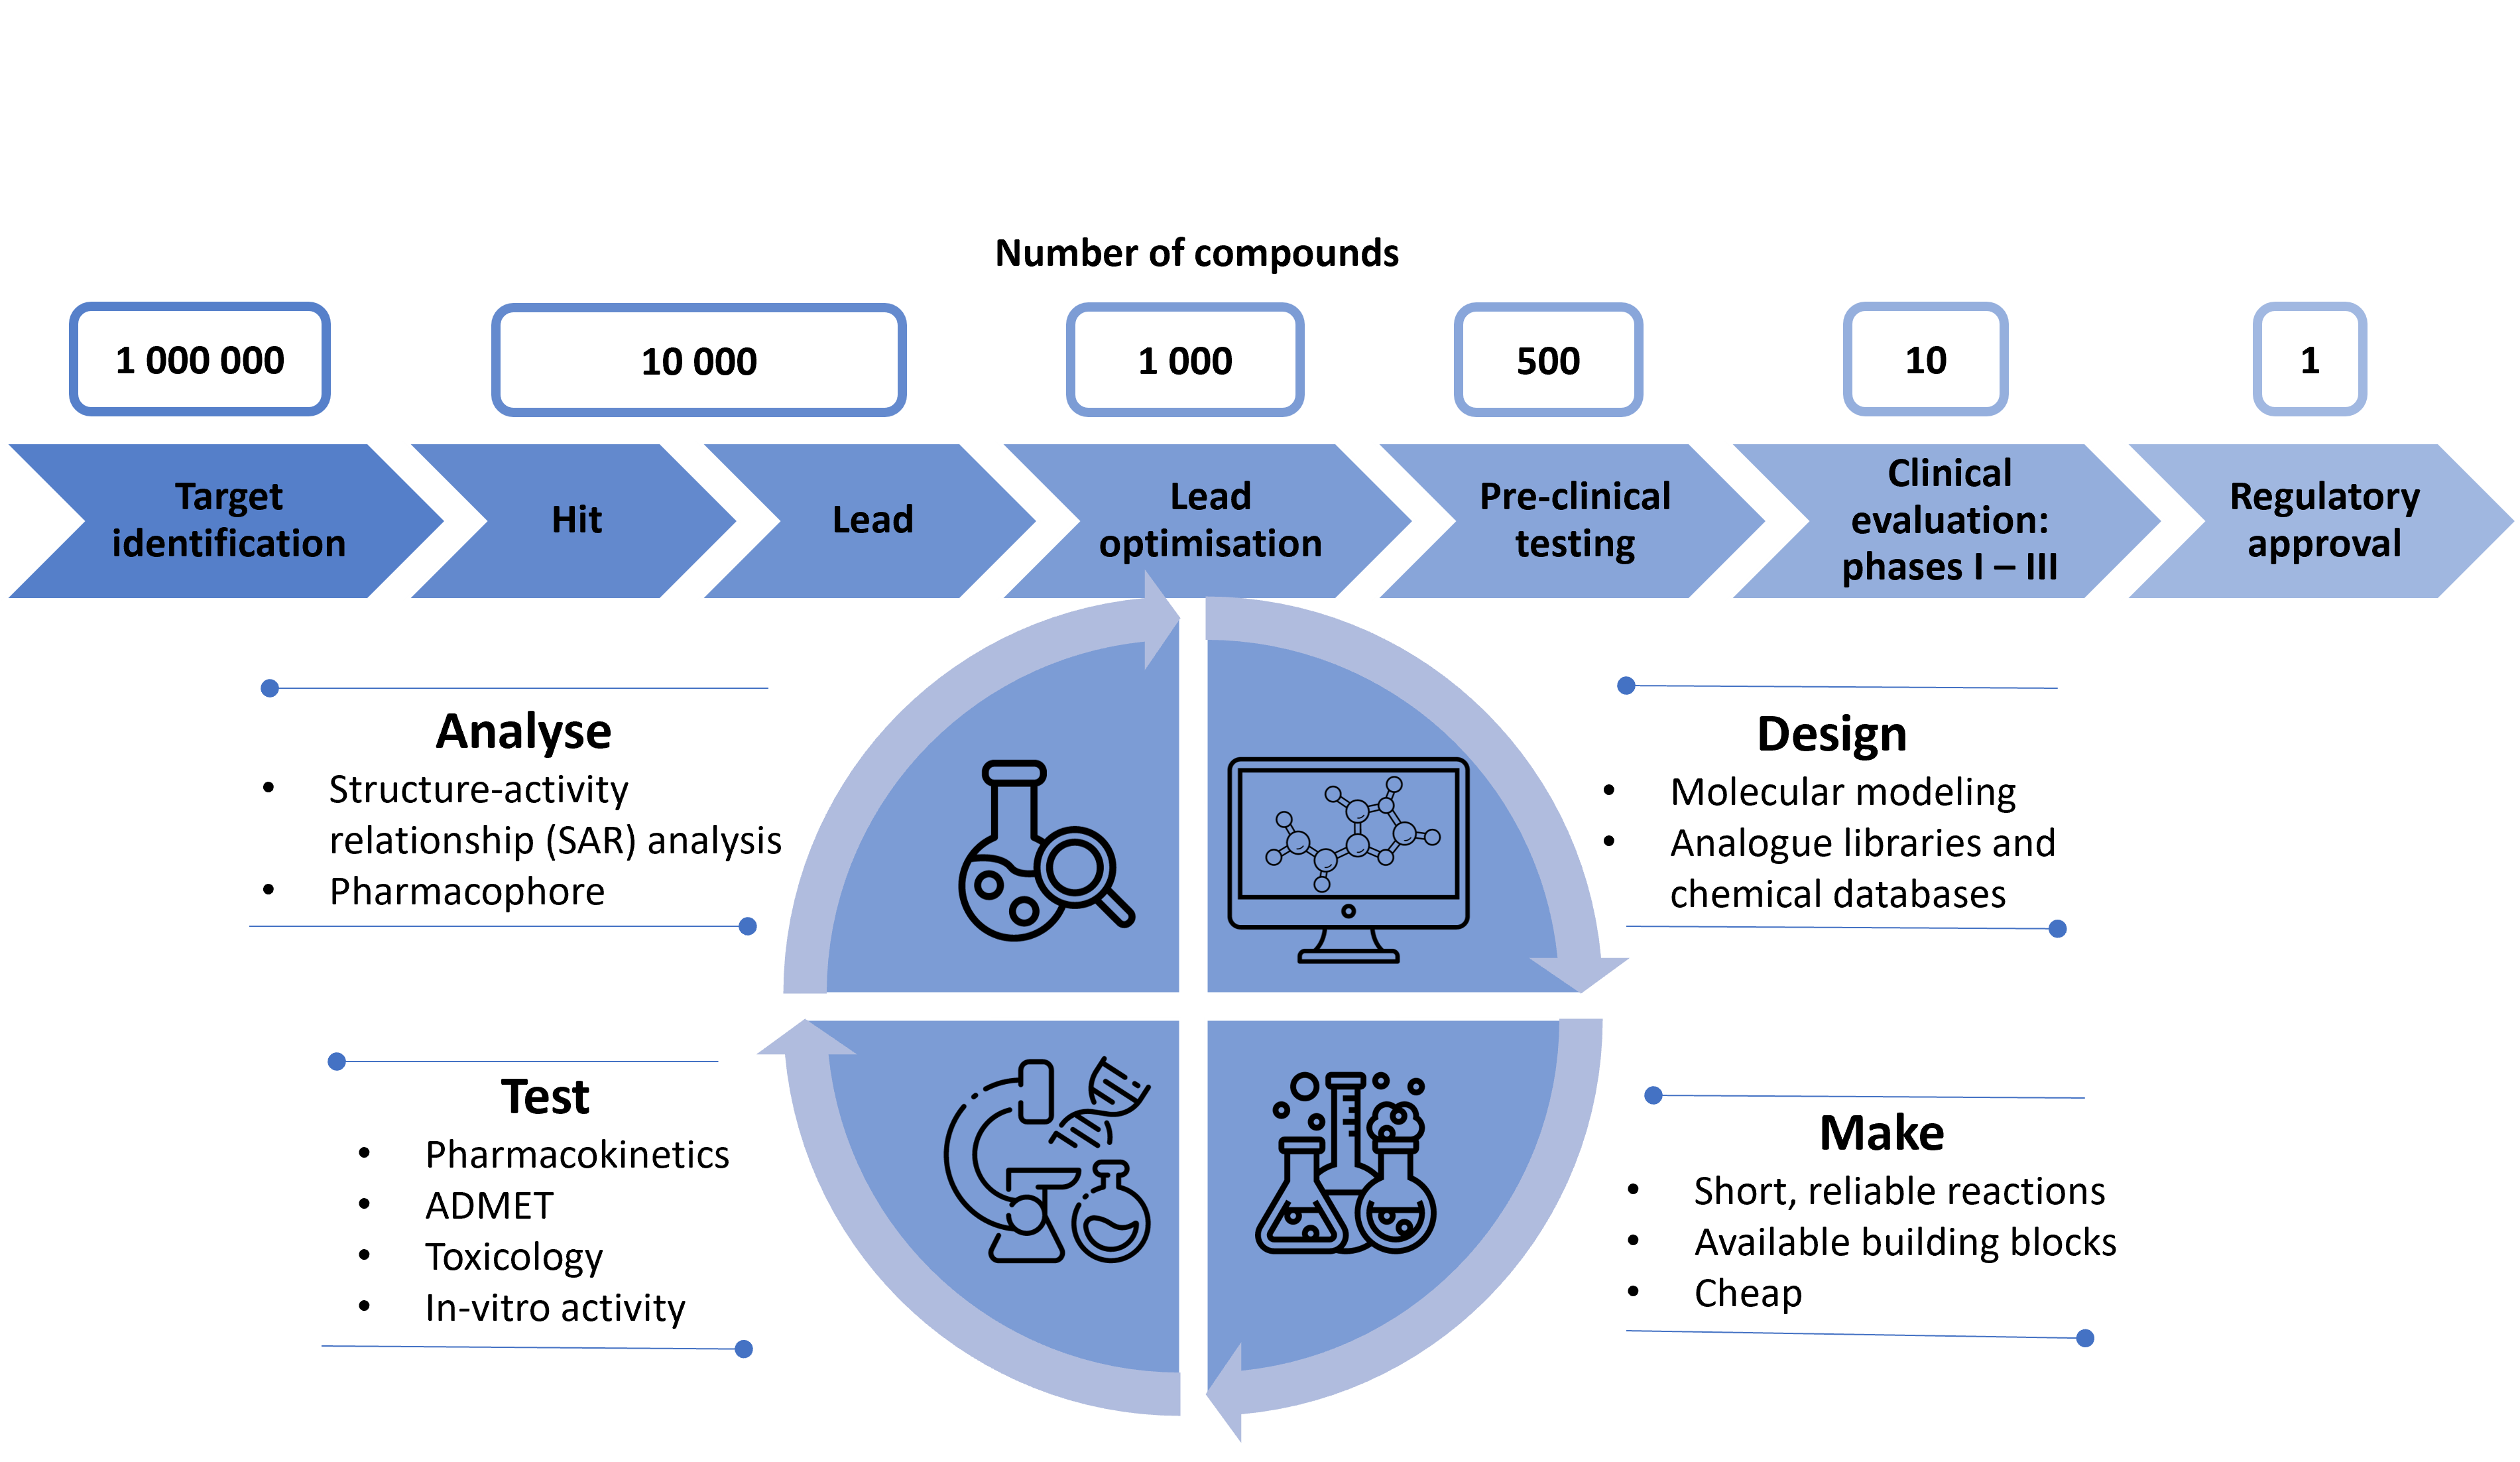 Number of compounds
1 000 000
10 000
1 000
500
10
1
Target
identification
Hit
Lead
Lead
optimisation
Pre-clinical
testing
Clinical
evaluation:
phases I – III
Regulatory
approval
Analyse
• Structure-activity
relationship (SAR) analysis
• Pharmacophore
Design
• Molecular modeling
• Analogue libraries and
chemical databases
Test
• Pharmacokinetics
• ADMET
• Toxicology
• In-vitro activity
Make
• Short, reliable reactions
• Available building blocks
• Cheap